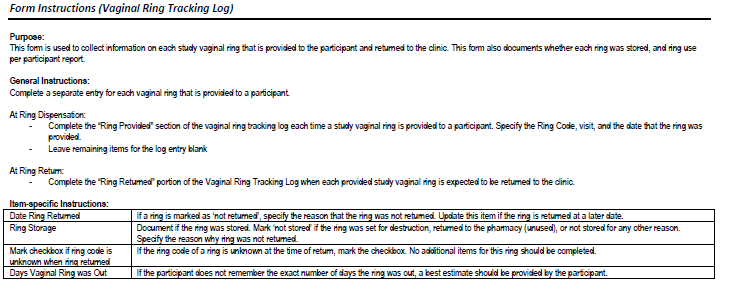 Form Instructions (Vaginal Ring Tracking Log)
Purpose:
This form is used to collect information on each study vaginal ring that is provided to the participant and returned to the clinic. This form also documents whether each ring was stored, and ring use
per participant report.
General Instructions:
Complete a separate entry for each vaginal ring that is provided to a participant.
At Ring Dispensation:
- Complete the "Ring Provided" section of the vaginal ring tracking log each time a study vaginal ring is provided to a participant. Specify the Ring Code, visit, and the date that the ring was
provided.
- Leave remaining items for the log entry blank
At Ring Return:
- Complete the "Ring Returned" portion of the Vaginal Ring Tracking Log when each provided study vaginal ring is expected to be returned to the clinic.
Item-specific Instructions:
Date Ring Returned If a ring is marked as 'not returned', specify the reason that the ring was not returned. Update this item if the ring is returned at a later date.
Ring Storage Document if the ring was stored. Mark 'not stored' if the ring was set for destruction, returned to the pharmacy (unused), or not stored for any other reason.
Specify the reason why ring was not returned.
Mark checkbox if ring code is If the ring code of a ring is unknown at the time of return, mark the checkbox. No additional items for this ring should be completed.
unknown when ring returned
Days Vaginal Ring was Out If the participant does not remember the exact number of days the ring was out, a best estimate should be provided by the participant.